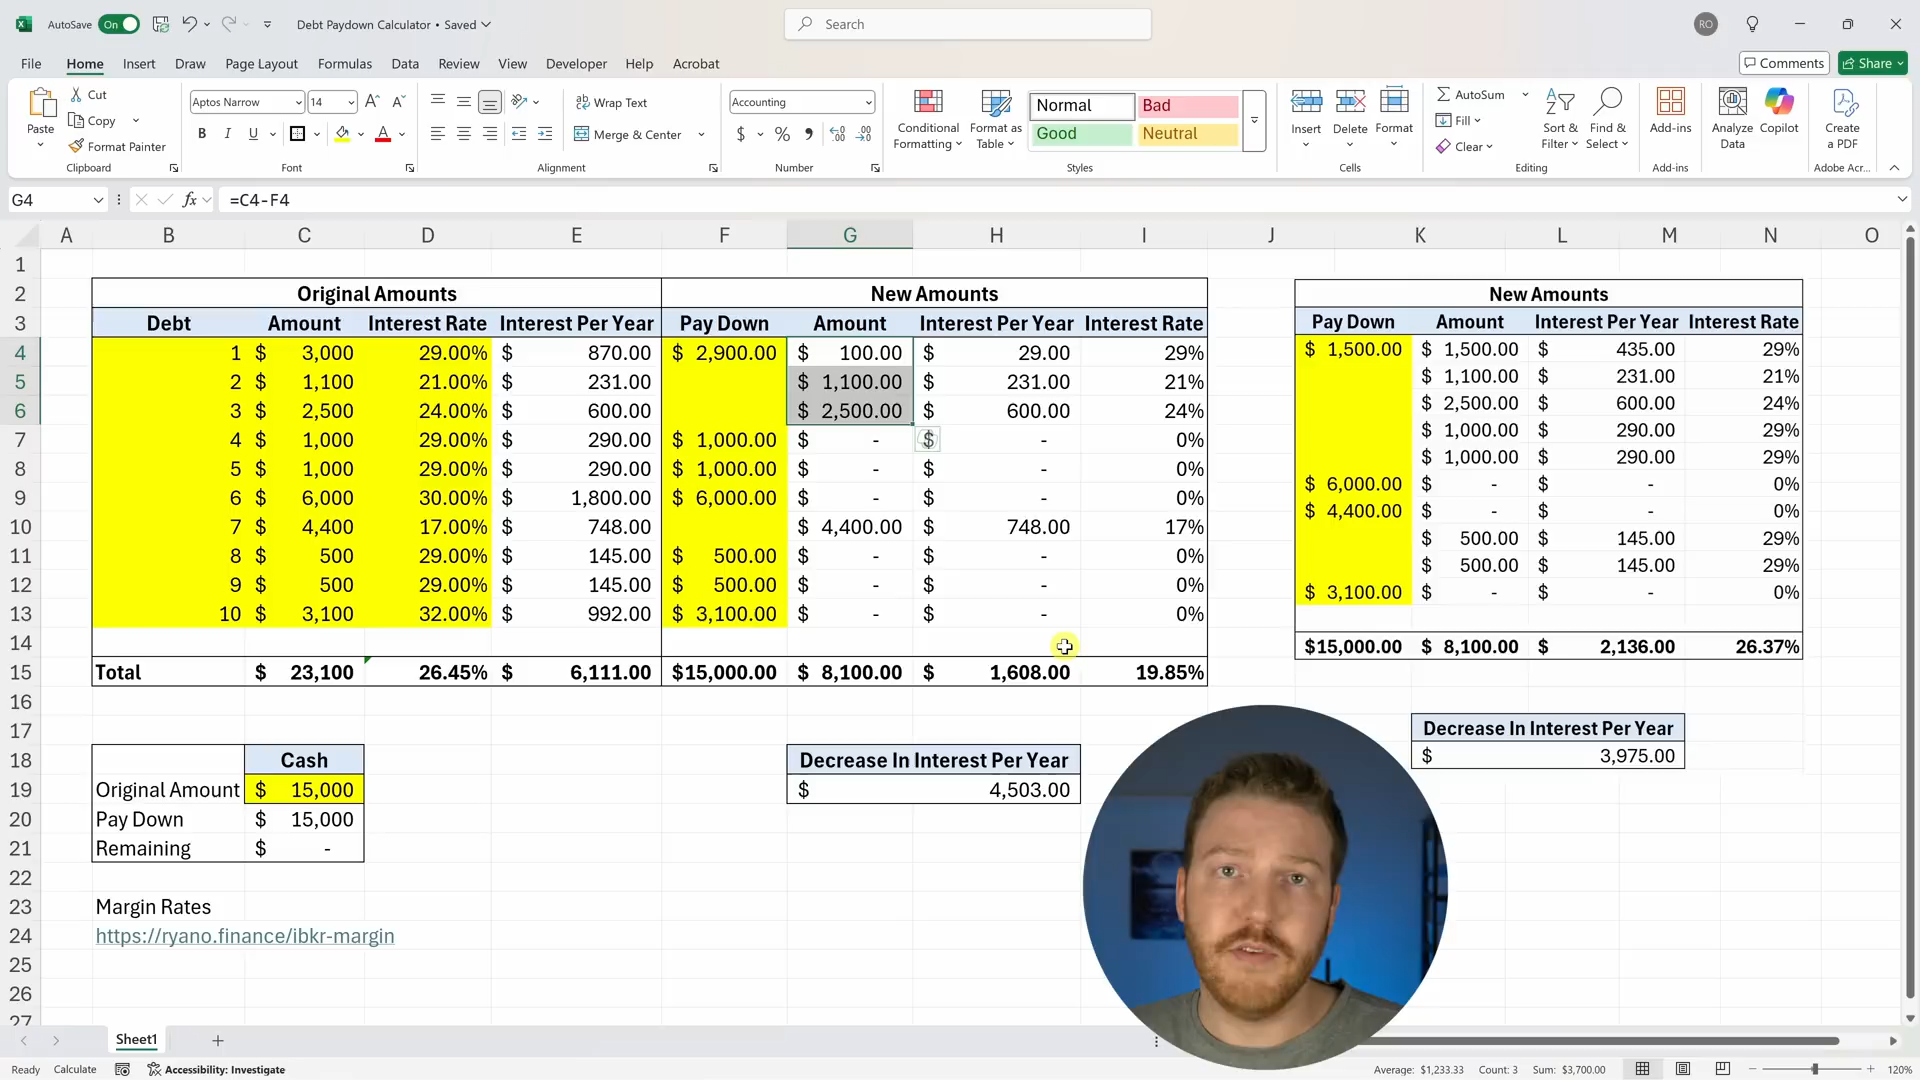 AutoSave On Debt Paydown Calculator • Saved Search RO
File Home Insert Draw Page Layout Formulas Data Review View Developer Help Acrobat Comments Share
Paste Cut Copy Format Painter Clipboard
Aptos Narrow 14 A A B I U A Font
Wrap Text Merge & Center Alignment
Accounting $ % 9 Number
Conditional Formatting Format as Table Normal Bad Good Neutral Styles
Insert Delete Format Cells
AutoSum Fill Clear Sort & Filter Find & Select Editing
Add-ins Add-ins
Analyze Data Copilot
Create a PDF Adobe Acr...
G4 fx =C4-F4
A B C D E F G H I J K L M N O
1
2 Original Amounts New Amounts New Amounts
3 Debt Amount Interest Rate Interest Per Year Pay Down Amount Interest Per Year Interest Rate Pay Down Amount Interest Per Year Interest Rate
4 1 $ 3,000 29.00% $ 870.00 $ 2,900.00 $ 100.00 $ 29.00 29% $ 1,500.00 $ 1,500.00 $ 435.00 29%
5 2 $ 1,100 21.00% $ 231.00 $ 1,100.00 $ 231.00 21% $ 1,100.00 $ 231.00 21%
6 3 $ 2,500 24.00% $ 600.00 $ 2,500.00 $ 600.00 24% $ 2,500.00 $ 600.00 24%
7 4 $ 1,000 29.00% $ 290.00 $ 1,000.00 $ - $ - 0% $ 1,000.00 $ 290.00 29%
8 5 $ 1,000 29.00% $ 290.00 $ 1,000.00 $ - $ - 0% $ 1,000.00 $ 290.00 29%
9 6 $ 6,000 30.00% $ 1,800.00 $ 6,000.00 $ - $ - 0% $ 6,000.00 $ - $ - 0%
10 7 $ 4,400 17.00% $ 748.00 $ 4,400.00 $ 748.00 17% $ 4,400.00 $ - $ - 0%
11 8 $ 500 29.00% $ 145.00 $ 500.00 $ - $ - 0% $ 500.00 $ 145.00 29%
12 9 $ 500 29.00% $ 145.00 $ 500.00 $ - $ - 0% $ 500.00 $ 145.00 29%
13 10 $ 3,100 32.00% $ 992.00 $ 3,100.00 $ - $ - 0% $ 3,100.00 $ - $ - 0%
14
15 Total $ 23,100 26.45% $ 6,111.00 $15,000.00 $ 8,100.00 $ 1,608.00 19.85% $15,000.00 $ 8,100.00 $ 2,136.00 26.37%
16
17 Decrease In Interest Per Year
18 Cash Decrease In Interest Per Year $ 3,975.00
19 Original Amount $ 15,000 $ 4,503.00
20 Pay Down $ 15,000
21 Remaining $ -
22
23 Margin Rates
24 https://ryano.finance/ibkr-margin
25
26
27
Sheet1
Ready Calculate Accessibility: Investigate Average: $1,233.33 Count: 3 Sum: $3,700.00 120%